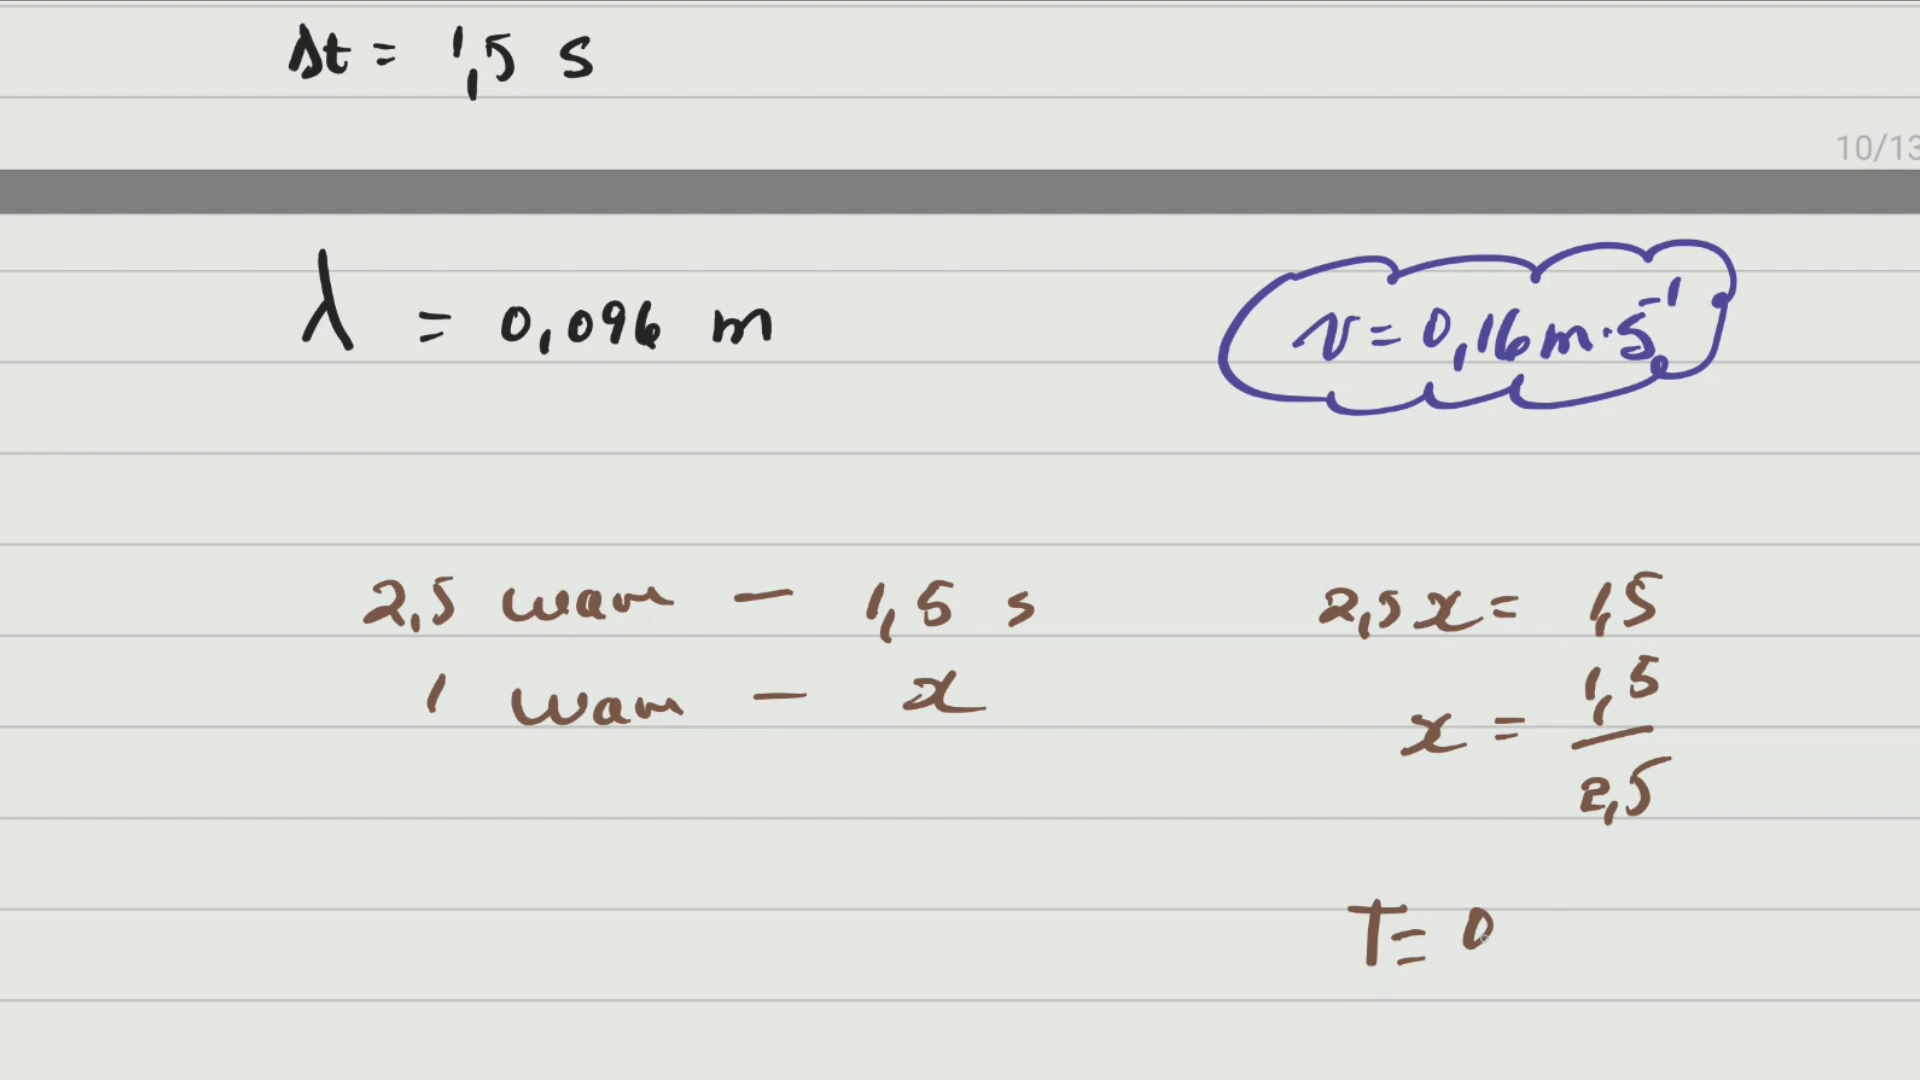 Δt = 1,5 s
10/13
λ = 0,096 m
v = 0,16 m·s⁻¹
2,5 wave — 1,5 s
1 wave — x
2,5x = 1,5
x = 1,5/2,5
T = 0